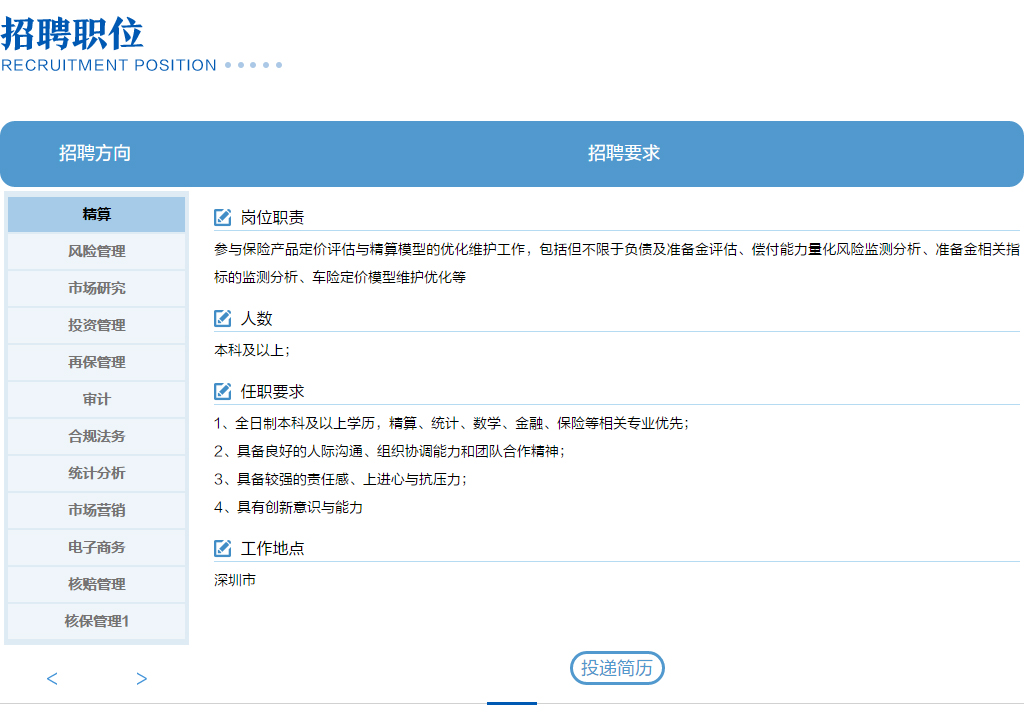 招聘职位
RECRUITMENT POSITION
招聘方向 招聘要求
精算
风险管理
市场研究
投资管理
再保管理
审计
合规法务
统计分析
市场营销
电子商务
核赔管理
核保管理1
< >
岗位职责
参与保险产品定价评估与精算模型的优化维护工作，包括但不限于负债及准备金评估、偿付能力量化风险监测分析、准备金相关指
标的监测分析、车险定价模型维护优化等
人数
本科及以上；
任职要求
1、全日制本科及以上学历，精算、统计、数学、金融、保险等相关专业优先；
2、具备良好的人际沟通、组织协调能力和团队合作精神；
3、具备较强的责任感、上进心与抗压力；
4、具有创新意识与能力
工作地点
深圳市
投递简历